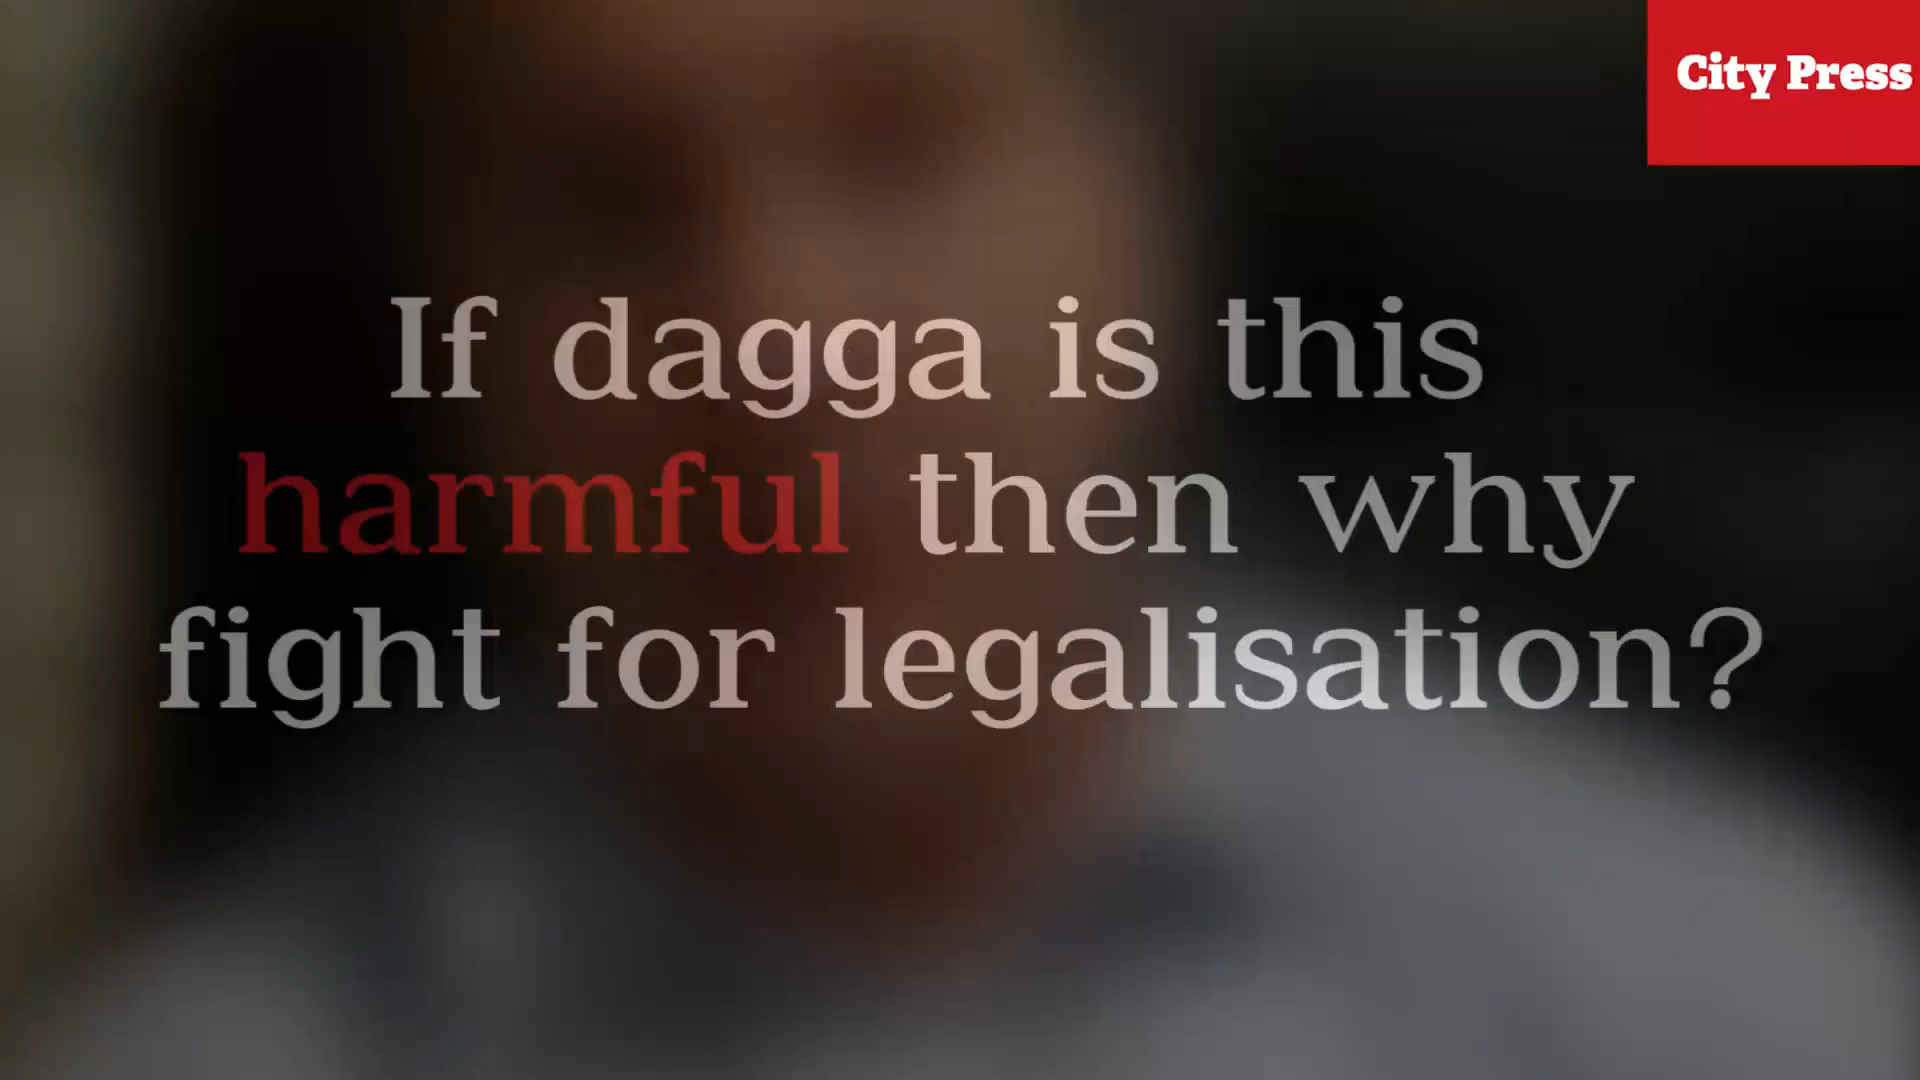 City Press
If dagga is this
harmful then why
fight for legalisation?